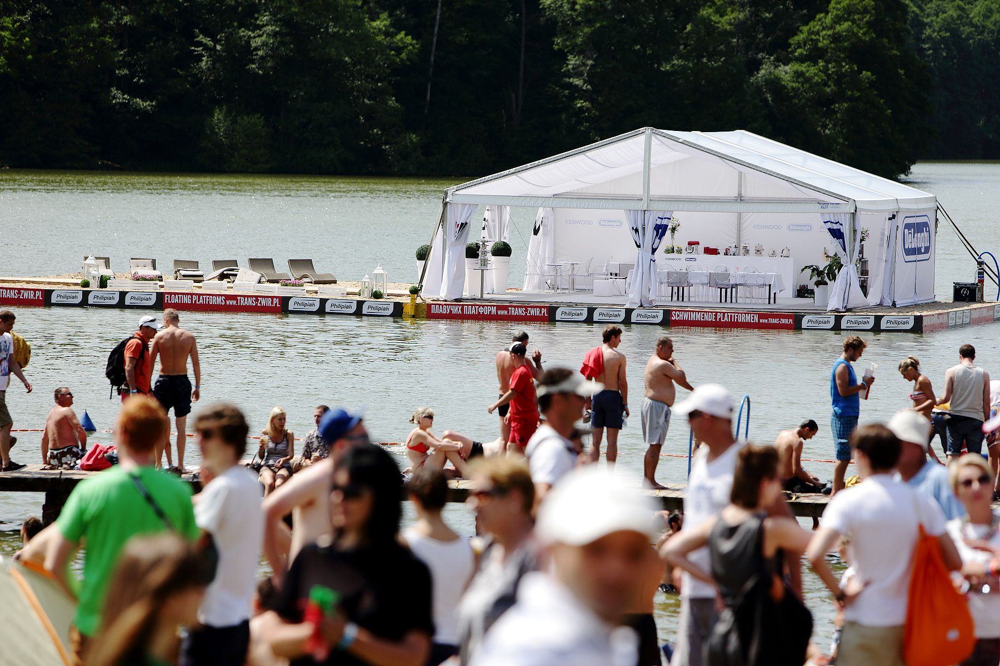 KENWOOD DeLonghi
KENWOOD DeLonghi
DeLonghi
KENWOOD DeLonghi
TRANS-ZWIR.PL Philipiak Philipiak Philipiak FLOATING PLATFORMS www.TRANS-ZWIR.PL Philipiak Philipiak Philipiak ПЛАВУЧИХ ПЛАТФОРМ www.TRANS-ZWIR.PL Philipiak Philipiak Philipiak SCHWIMMENDE PLATTFORMEN www.TRANS-ZWIR.PL Philipiak Philipiak Philipiak